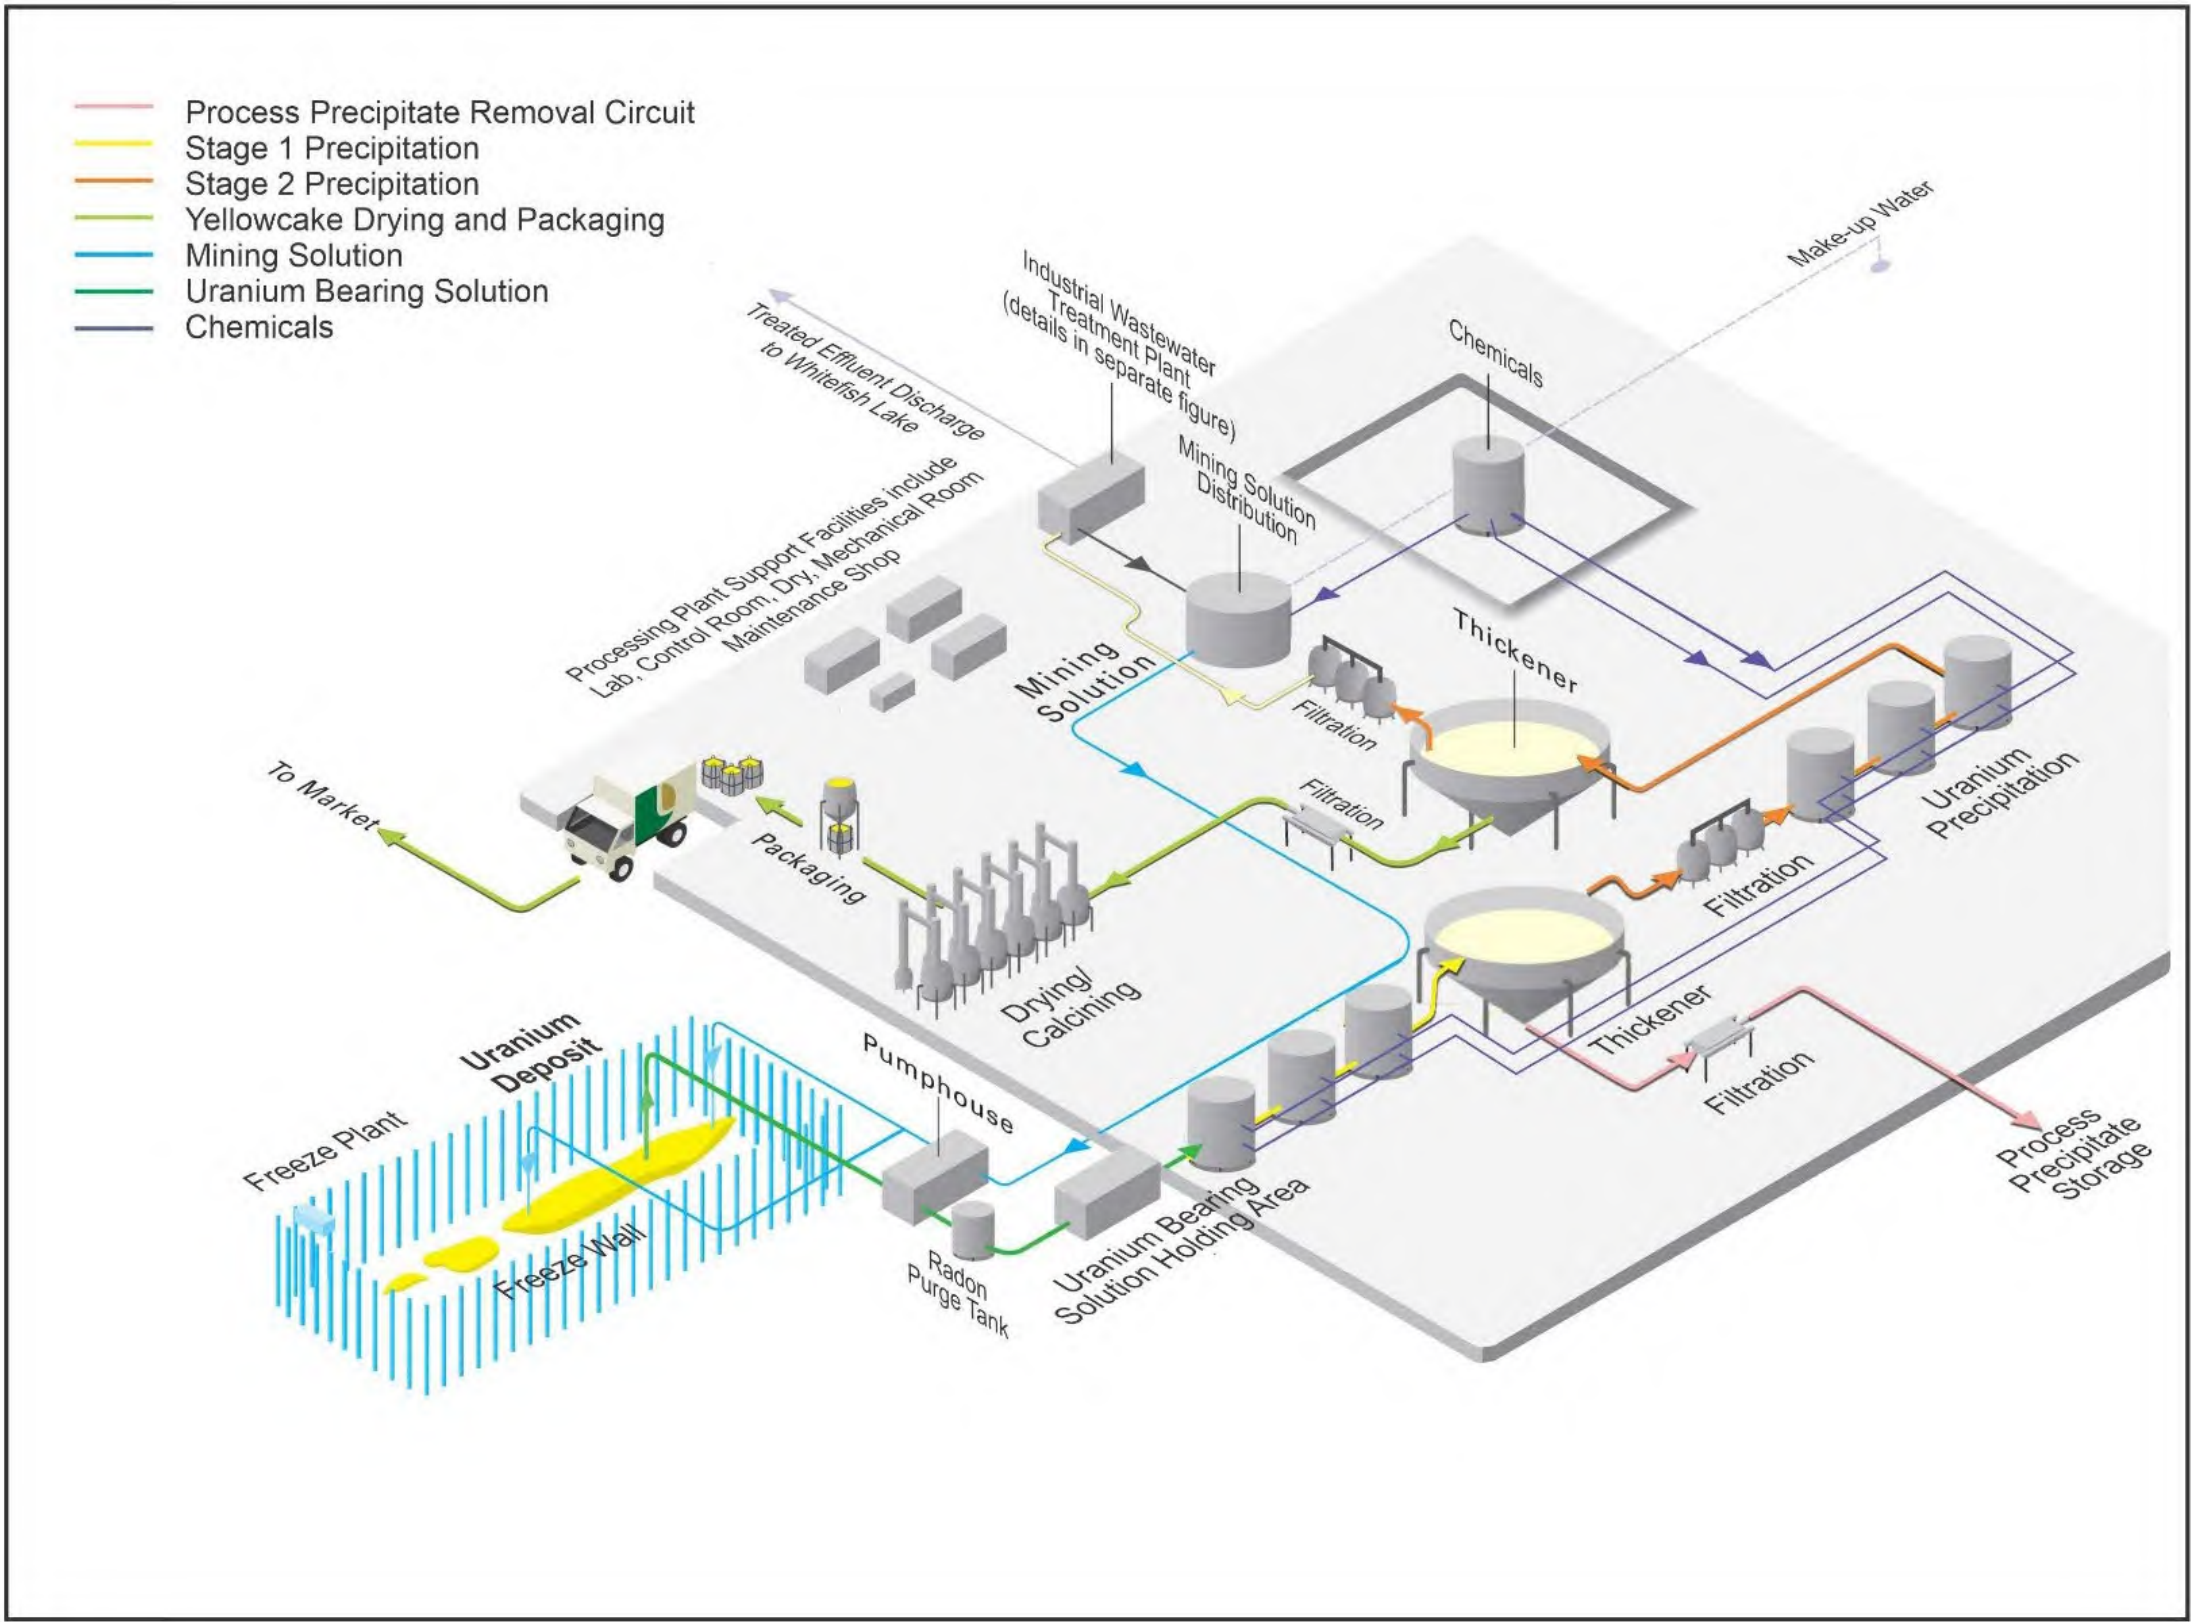 Process Precipitate Removal Circuit
Stage 1 Precipitation
Stage 2 Precipitation
Yellowcake Drying and Packaging
Mining Solution
Uranium Bearing Solution
Chemicals
Make-up Water
Industrial Wastewater
Treatment Plant
(details in separate figure)
Treated Effluent Discharge
to Whitefish Lake
Chemicals
Mining Solution
Distribution
Processing Plant Support Facilities include
Lab, Control Room, Dry, Mechanical Room
Maintenance Shop
Thickener
Mining
Solution
Filtration
To Market
Filtration
Uranium
Precipitation
Packaging
Filtration
Drying/
Calcining
Thickener
Filtration
Uranium
Deposit
Pumphouse
Freeze Plant
Freeze Wall
Process
Precipitate
Storage
Radon
Purge Tank
Uranium Bearing
Solution Holding Area